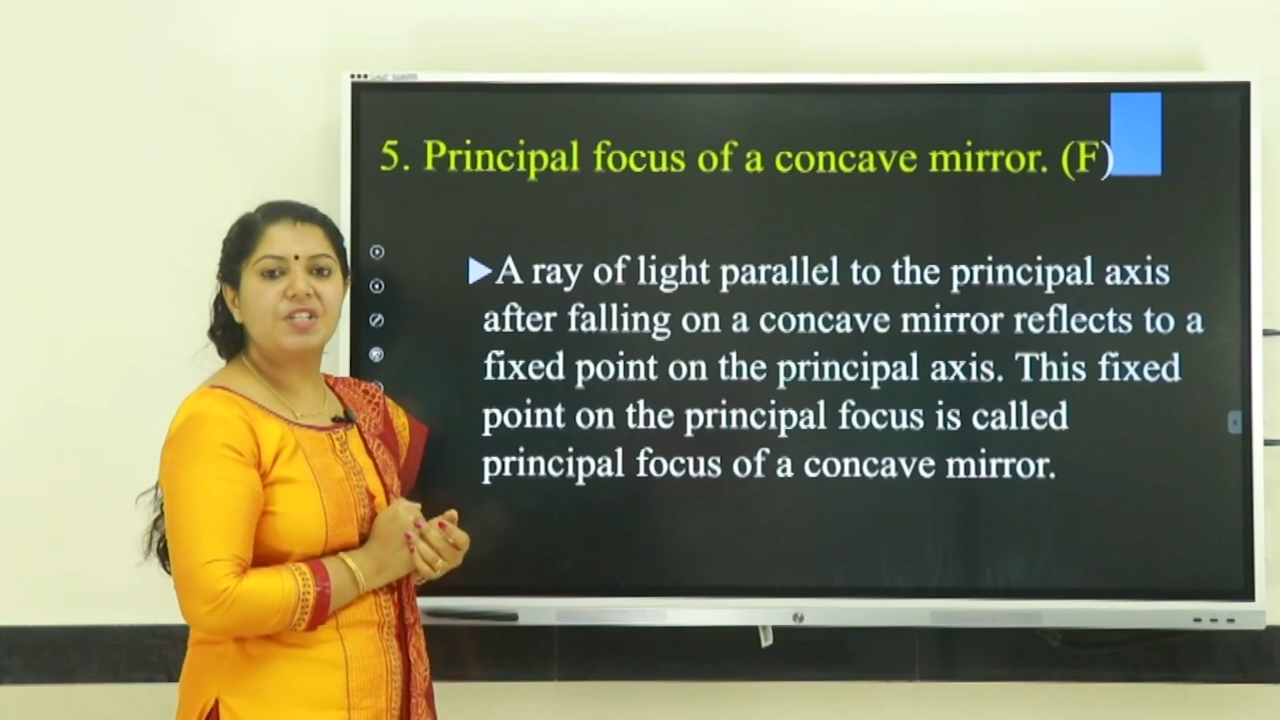 5. Principal focus of a concave mirror. (F)
A ray of light parallel to the principal axis
after falling on a concave mirror reflects to a
fixed point on the principal axis. This fixed
point on the principal focus is called
principal focus of a concave mirror.
hp